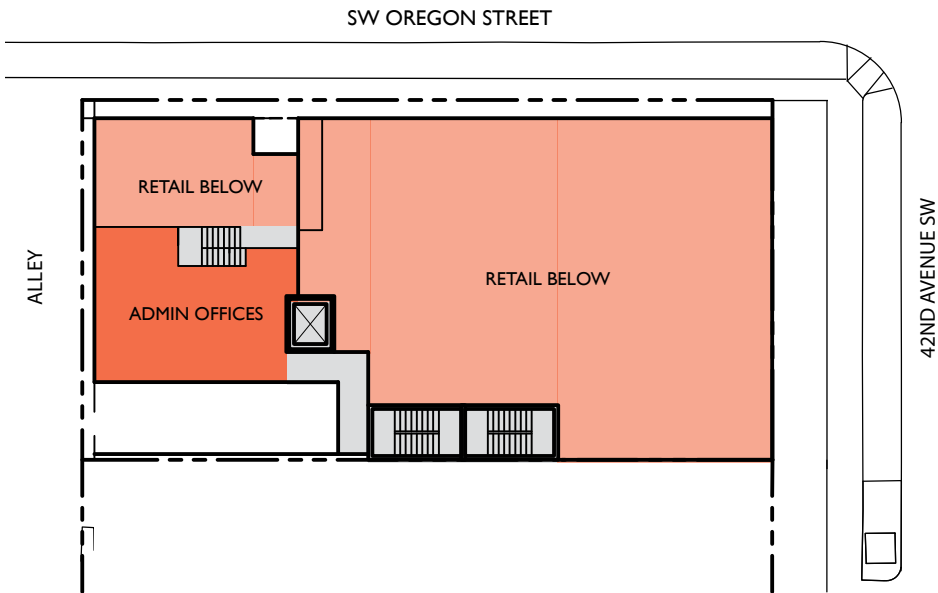 SW OREGON STREET
RETAIL BELOW
ALLEY
42ND AVENUE SW
RETAIL BELOW
ADMIN OFFICES